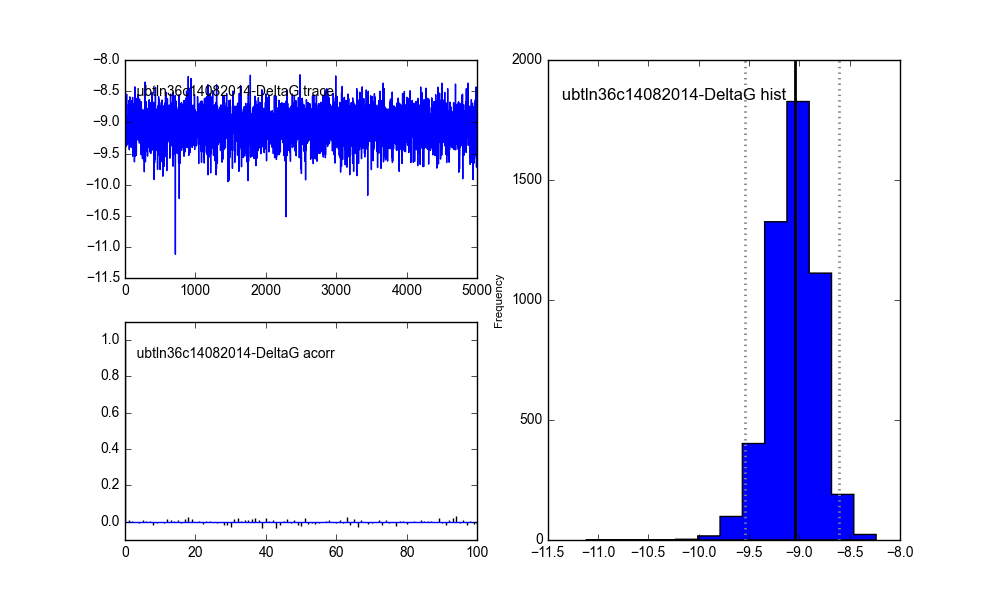 −8.0
−8.5
−9.0
−9.5
−10.0
−10.5
−11.0
−11.5
ubtln36c14082014-DeltaG trace
0 1000 2000 3000 4000 5000
1.0
0.8
0.6
0.4
0.2
0.0
ubtln36c14082014-DeltaG acorr
0 20 40 60 80 100
Frequency
2000
1500
1000
500
0
ubtln36c14082014-DeltaG hist
−11.5 −11.0 −10.5 −10.0 −9.5 −9.0 −8.5 −8.0